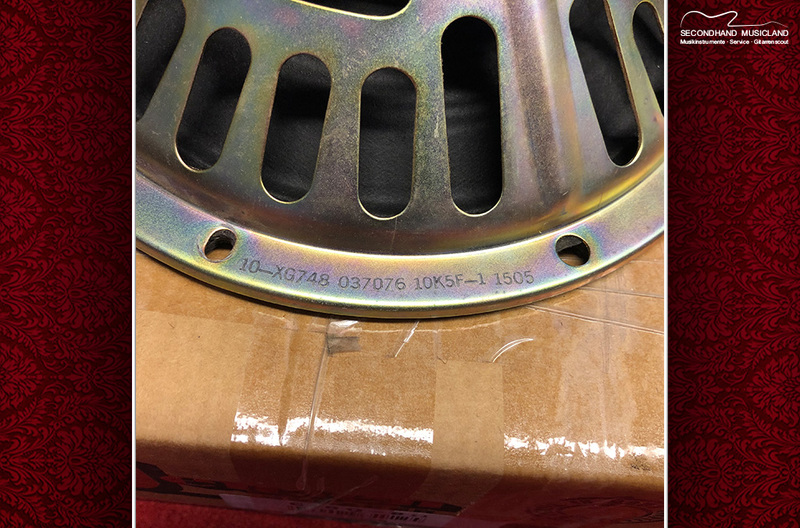 SECONDHAND MUSICLAND
Musikinstrumente · Service · Gitarrenscout
10–XG748 037076 10K5F–1 1505